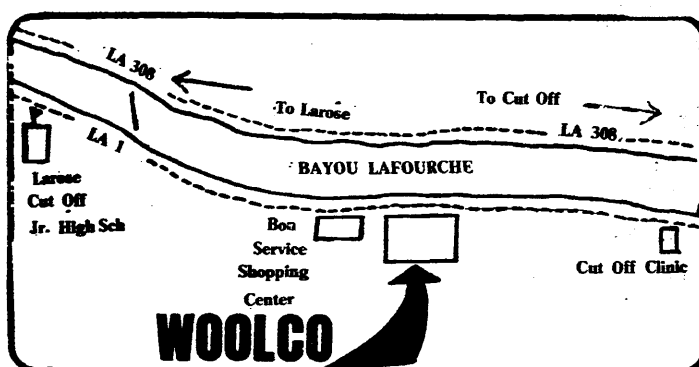 LA 308
To Larose
To Cut Off
LA 308
LA 1
BAYOU LAFOURCHE
Larose
Cut Off
Jr. High Sch
Bon
Service
Shopping
Center
Cut Off Clinic
WOOLCO